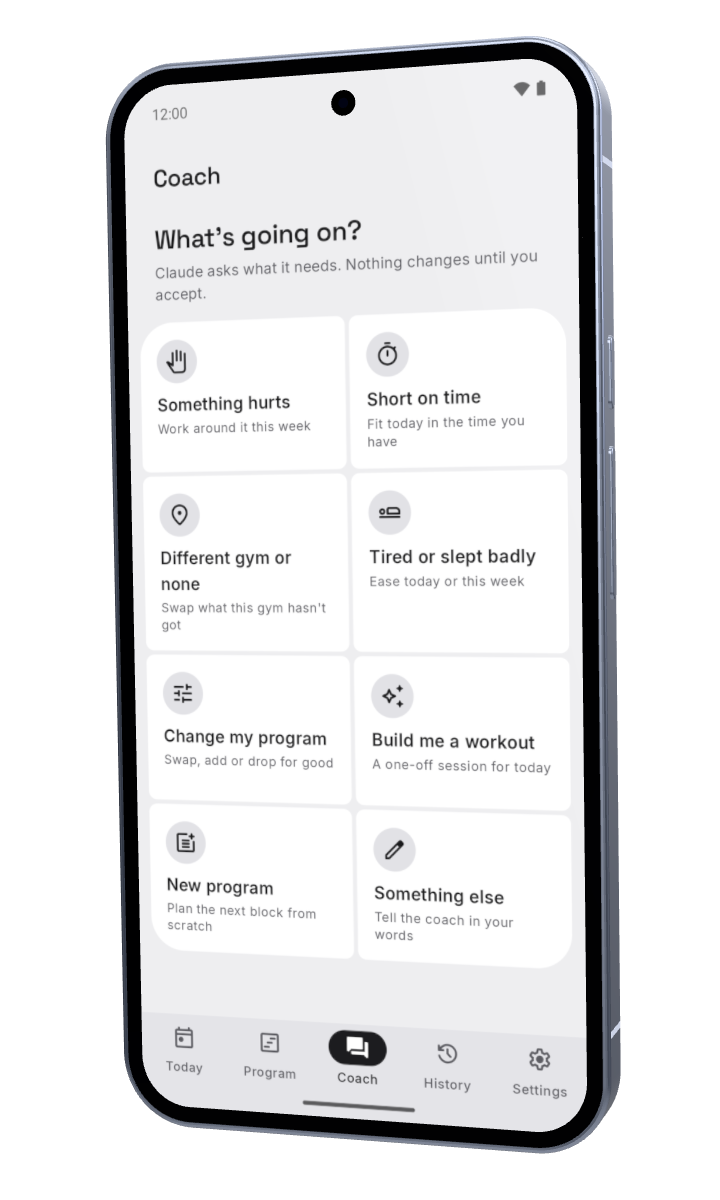 12:00
Coach
What's going on?
Claude asks what it needs. Nothing changes until you
accept.
Something hurts
Work around it this week
Short on time
Fit today in the time you
have
Different gym or
none
Swap what this gym hasn't
got
Tired or slept badly
Ease today or this week
Change my program
Swap, add or drop for good
Build me a workout
A one-off session for today
New program
Plan the next block from
scratch
Something else
Tell the coach in your
words
Today
Program
Coach
History
Settings